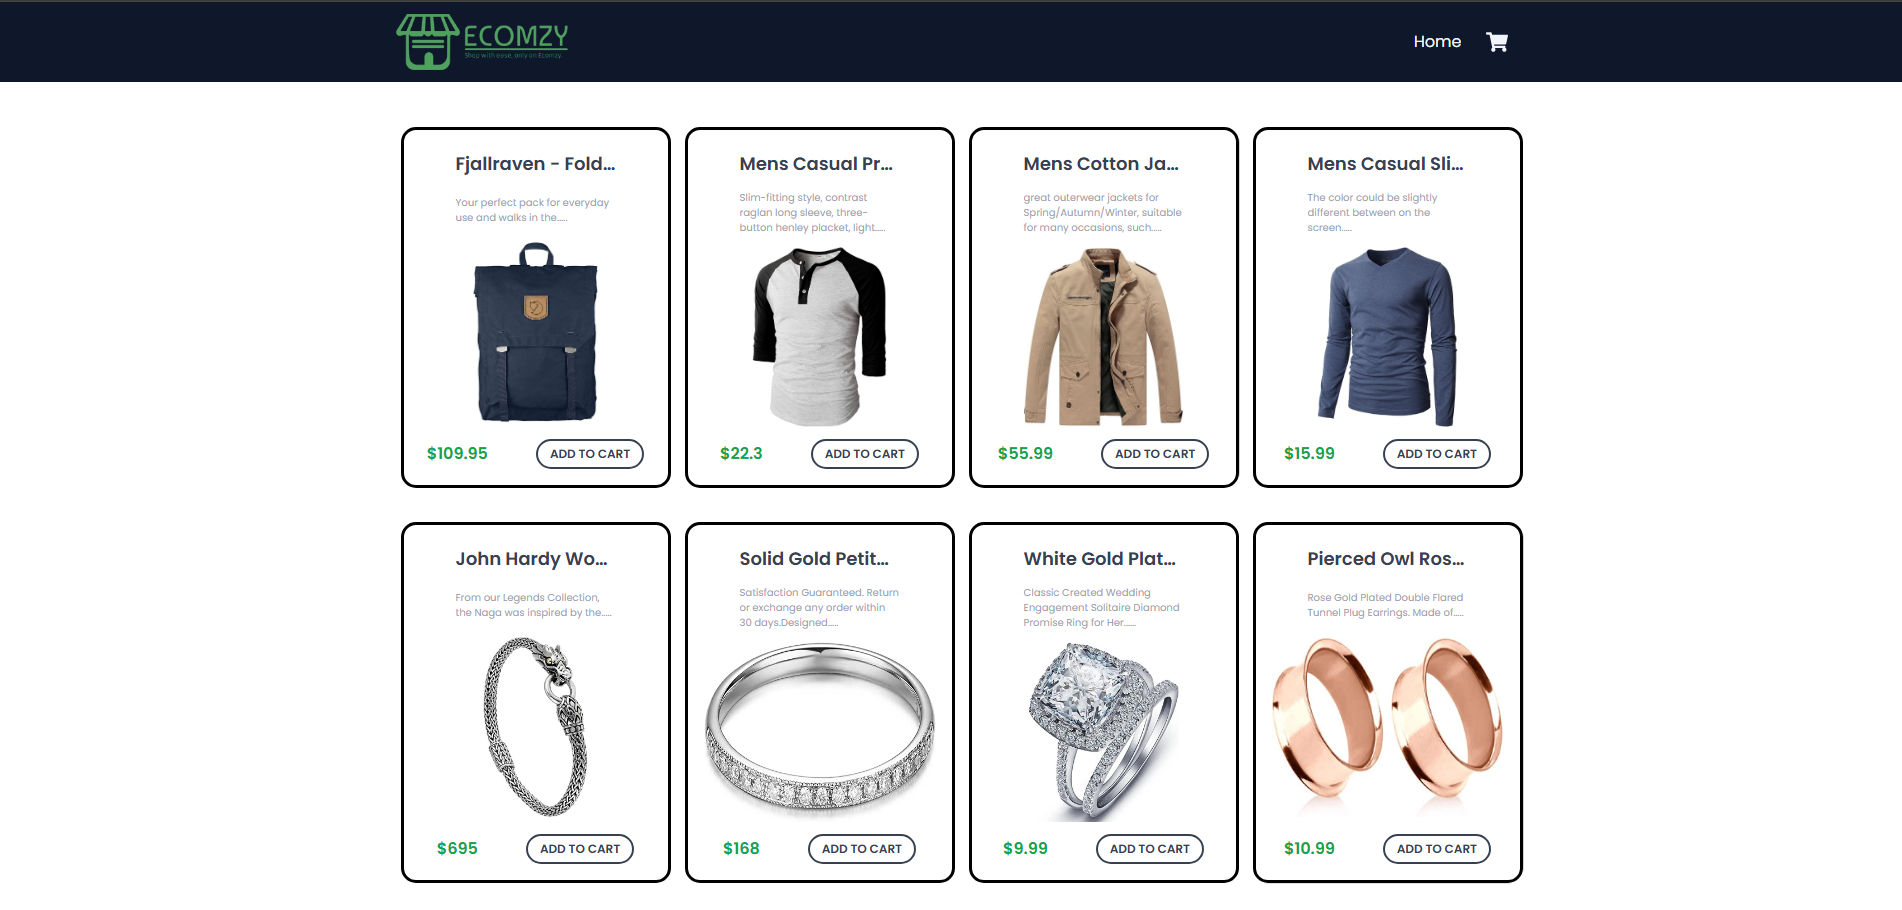 ECOMZY
Shop with ease, only on Ecomzy.
Home
Fjallraven - Fold...
Your perfect pack for everyday
use and walks in the.....
$109.95
ADD TO CART
Mens Casual Pr...
Slim-fitting style, contrast
raglan long sleeve, three-
button henley placket, light.....
$22.3
ADD TO CART
Mens Cotton Ja...
great outerwear jackets for
Spring/Autumn/Winter, suitable
for many occasions, such.....
$55.99
ADD TO CART
Mens Casual Sli...
The color could be slightly
different between on the
screen.....
$15.99
ADD TO CART
John Hardy Wo...
From our Legends Collection,
the Naga was inspired by the.....
$695
ADD TO CART
Solid Gold Petit...
Satisfaction Guaranteed. Return
or exchange any order within
30 days.Designed.....
$168
ADD TO CART
White Gold Plat...
Classic Created Wedding
Engagement Solitaire Diamond
Promise Ring for Her......
$9.99
ADD TO CART
Pierced Owl Ros...
Rose Gold Plated Double Flared
Tunnel Plug Earrings. Made of.....
$10.99
ADD TO CART